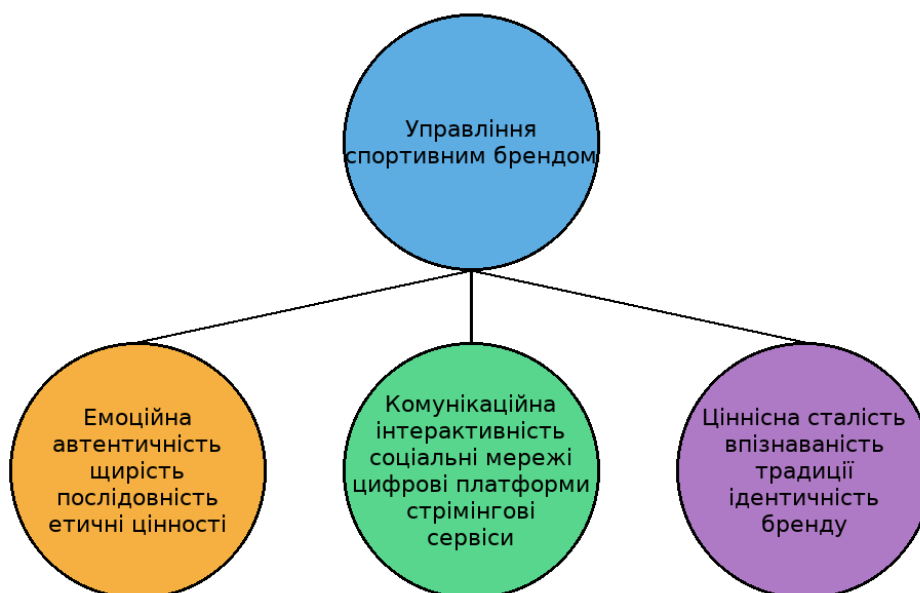 Управління
спортивним брендом
Емоційна
автентичність
щирість
послідовність
етичні цінності
Комунікаційна
інтерактивність
соціальні мережі
цифрові платформи
стрімінгові
сервіси
Ціннісна сталість
впізнаваність
традиції
ідентичність
бренду